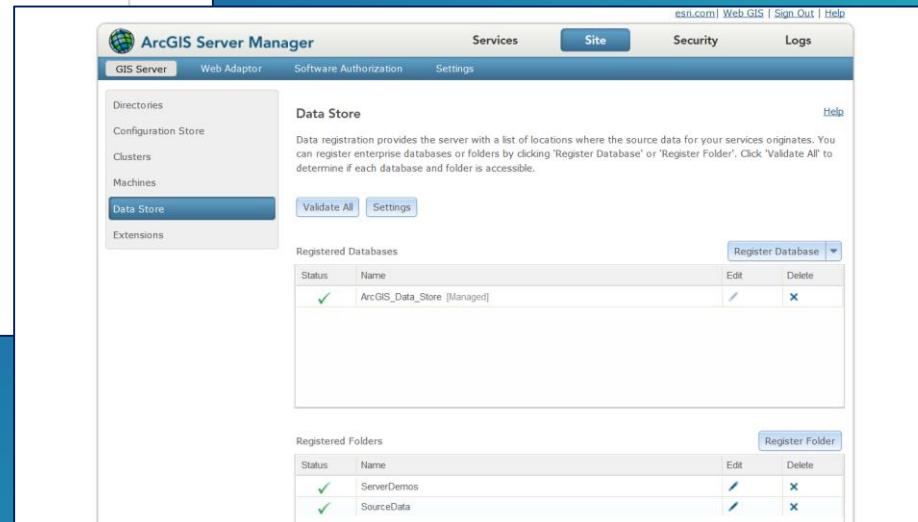 esri.com | Web GIS | Sign Out | Help
ArcGIS Server Manager
Services Site Security Logs
GIS Server Web Adaptor Software Authorization Settings
Directories
Configuration Store
Clusters
Machines
Data Store
Extensions
Data Store Help
Data registration provides the server with a list of locations where the source data for your services originates. You
can register enterprise databases or folders by clicking 'Register Database' or 'Register Folder'. Click 'Validate All' to
determine if each database and folder is accessible.
Validate All Settings
Registered Databases Register Database
Status Name Edit Delete
ArcGIS_Data_Store [Managed]
Registered Folders Register Folder
Status Name Edit Delete
ServerDemos
SourceData